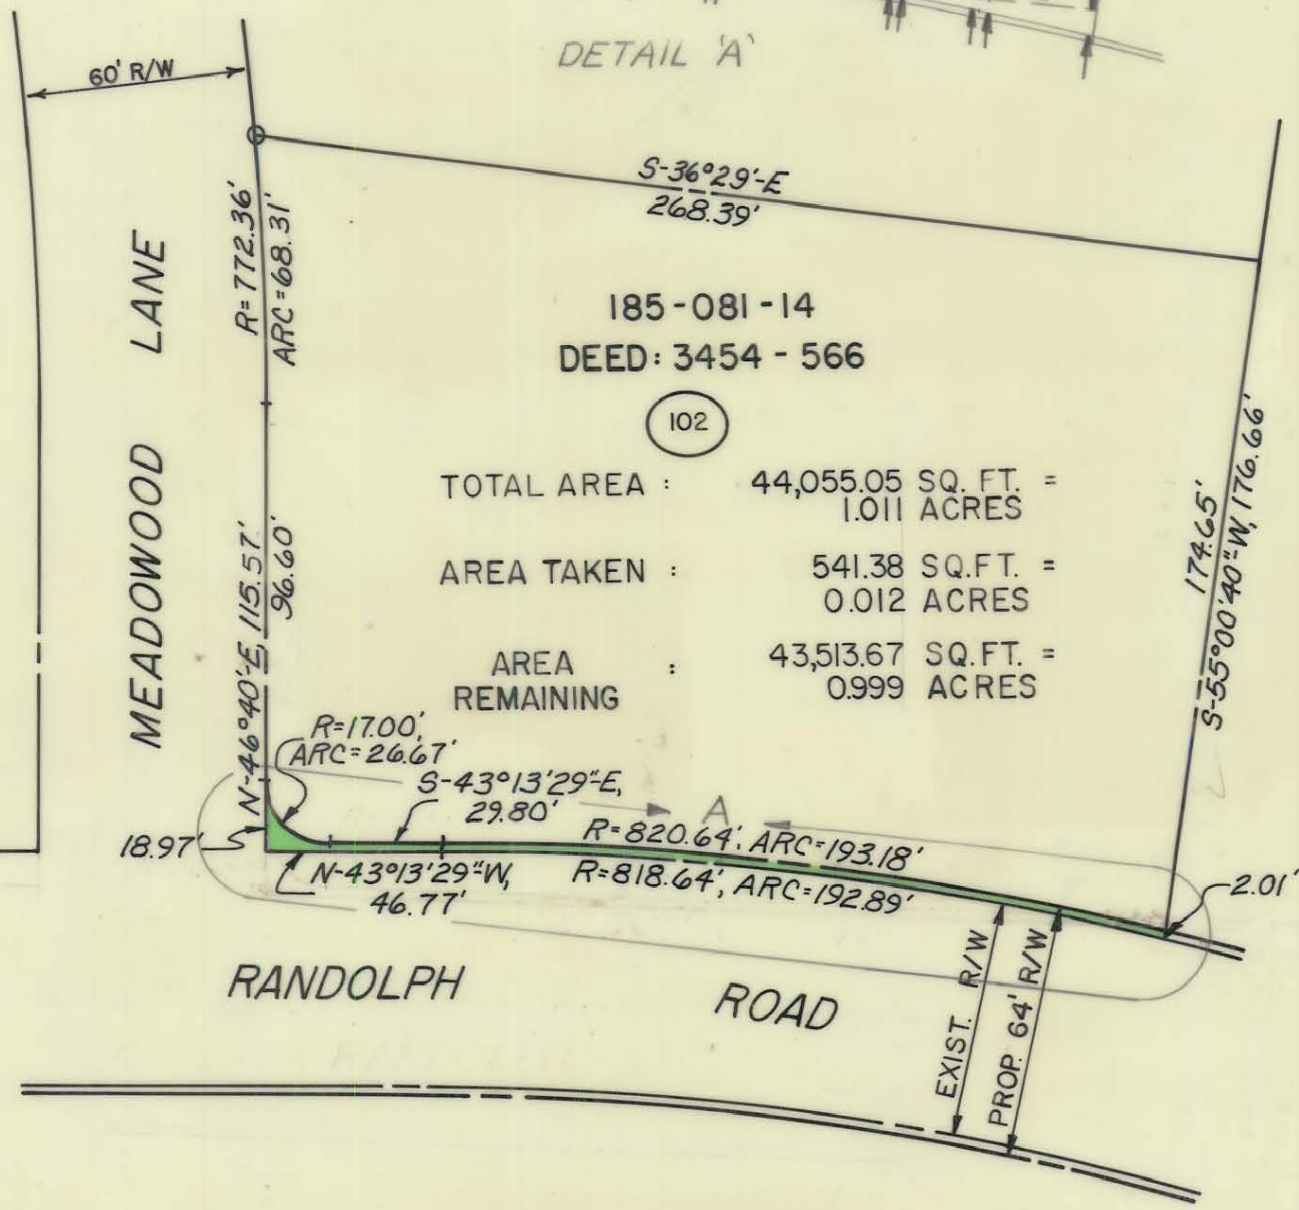 DETAIL 'A'
60' R/W
S-36°29'-E
268.39'
R=772.36'
ARC=68.31'
MEADOWOOD LANE
185-081-14
DEED: 3454-566
102
TOTAL AREA : 44,055.05 SQ. FT. =
1.011 ACRES
AREA TAKEN : 541.38 SQ.FT. =
0.012 ACRES
AREA : 43,513.67 SQ.FT. =
REMAINING 0.999 ACRES
174.65'
S-55°00'40"W, 176.66'
N-46°40'-E, 115.57'
96.60'
R=17.00',
ARC=26.67'
S-43°13'29"-E,
29.80'
A
R=820.64', ARC=193.18'
18.97'
N-43°13'29"W,
46.77'
R=818.64', ARC=192.89'
2.01'
RANDOLPH ROAD
EXIST. R/W
PROP. 64' R/W